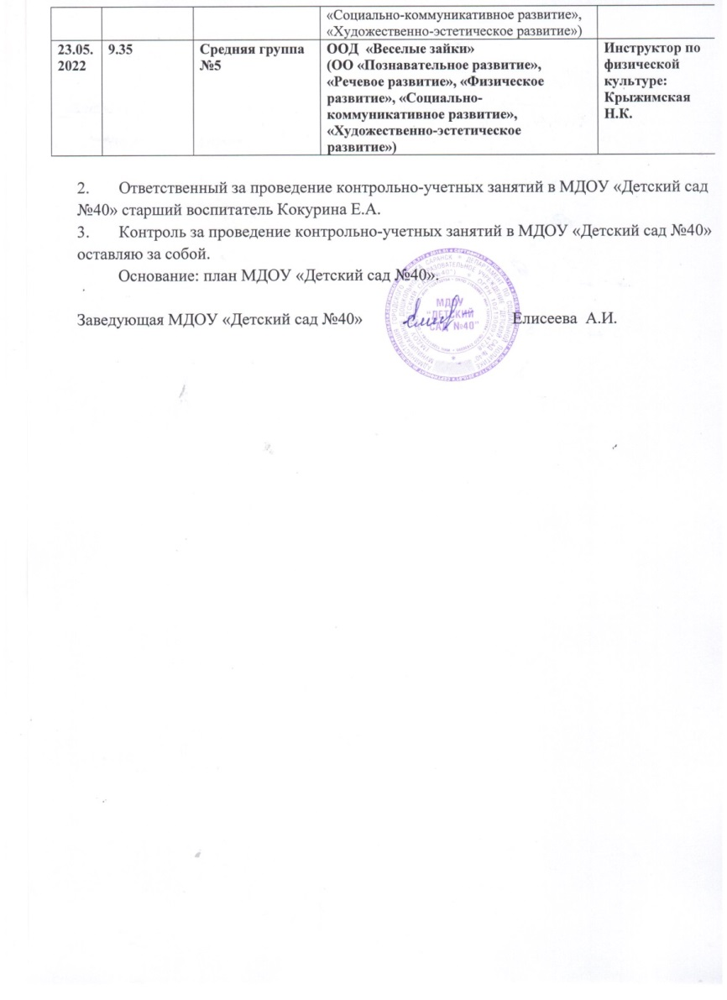 «Социально-коммуникативное развитие»,
«Художественно-эстетическое развитие»)
23.05.
2022
9.35
Средняя группа
№5
ООД «Веселые зайки»
(ОО «Познавательное развитие»,
«Речевое развитие», «Физическое
развитие», «Социально-
коммуникативное развитие»,
«Художественно-эстетическое
развитие»)
Инструктор по
физической
культуре:
Крыжимская
Н.К.
2. Ответственный за проведение контрольно-учетных занятий в МДОУ «Детский сад
№40» старший воспитатель Кокурина Е.А.
3. Контроль за проведение контрольно-учетных занятий в МДОУ «Детский сад №40»
оставляю за собой.
Основание: план МДОУ «Детский сад №40».
Заведующая МДОУ «Детский сад №40» Елисеева А.И.
МДОУ
"ДЕТСКИЙ
САД №40"